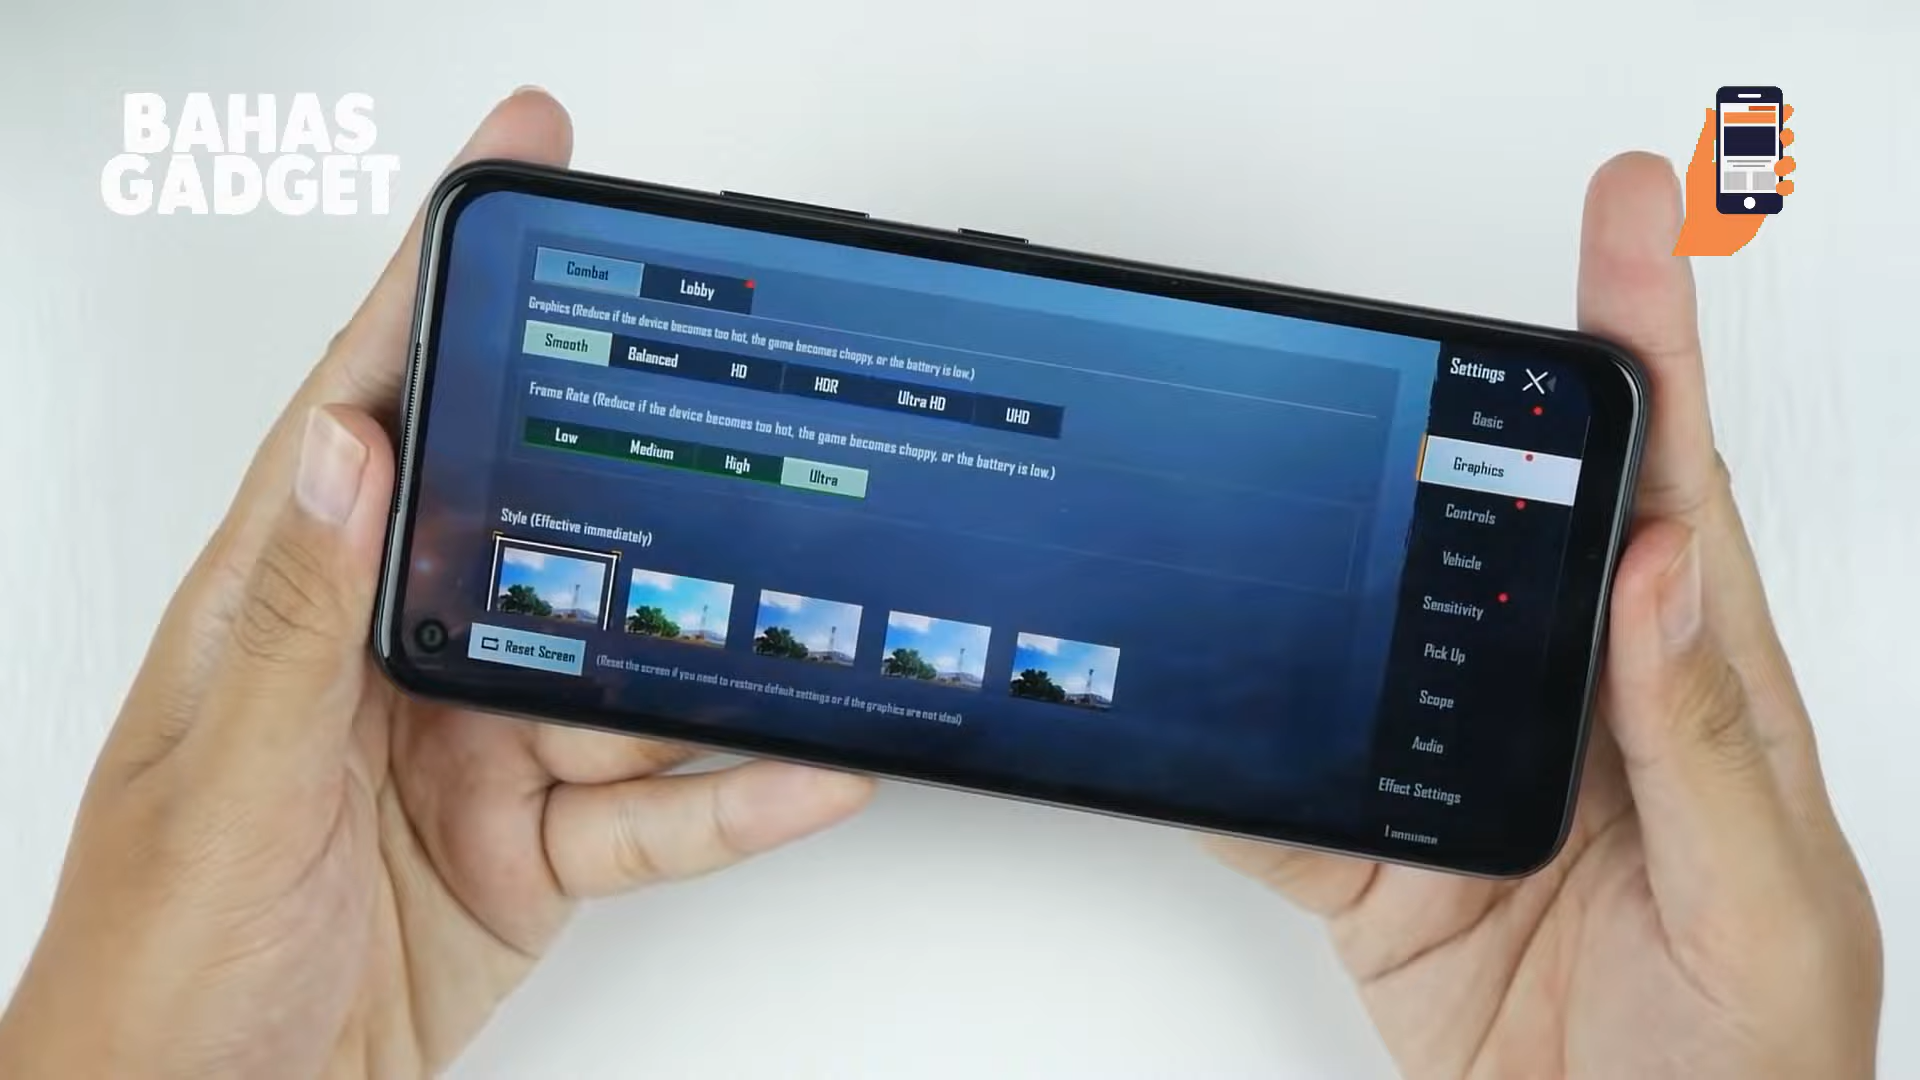 BAHAS
GADGET
Combat
Lobby
Graphics (Reduce if the device becomes too hot, the game becomes choppy, or the battery is low.)
Smooth
Balanced
HD
HDR
Ultra HD
UHD
Frame Rate (Reduce if the device becomes too hot, the game becomes choppy, or the battery is low.)
Low
Medium
High
Ultra
Style (Effective immediately)
Reset Screen
(Reset the screen if you need to restore default settings or if the graphics are not ideal)
Settings
Basic
Graphics
Controls
Vehicle
Sensitivity
Pick Up
Scope
Audio
Effect Settings
Language